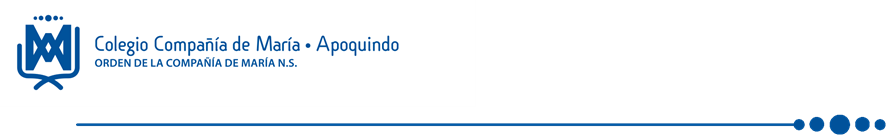 Colegio Compañía de María • Apoquindo
ORDEN DE LA COMPAÑÍA DE MARÍA N.S.